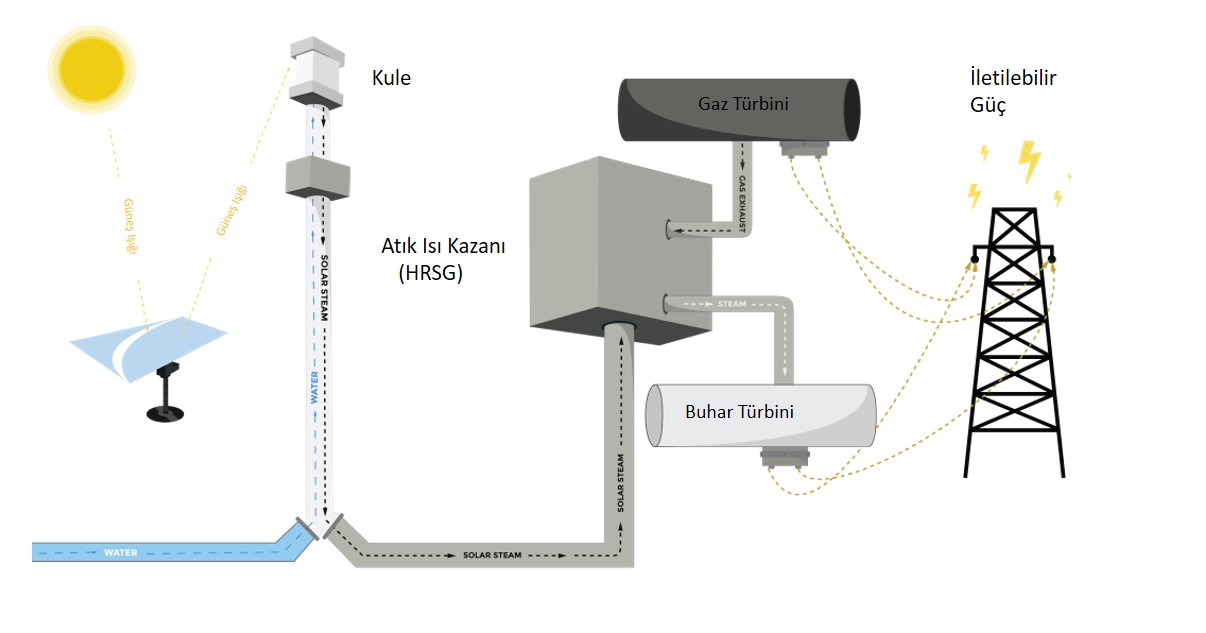 Kule
Gaz Türbini
İletilebilir
Güç
GAS EXHAUST
Güneş Işığı
Güneş Işığı
Atık Isı Kazanı
(HRSG)
SOLAR STEAM
STEAM
WATER
Buhar Türbini
SOLAR STEAM
WATER
SOLAR STEAM